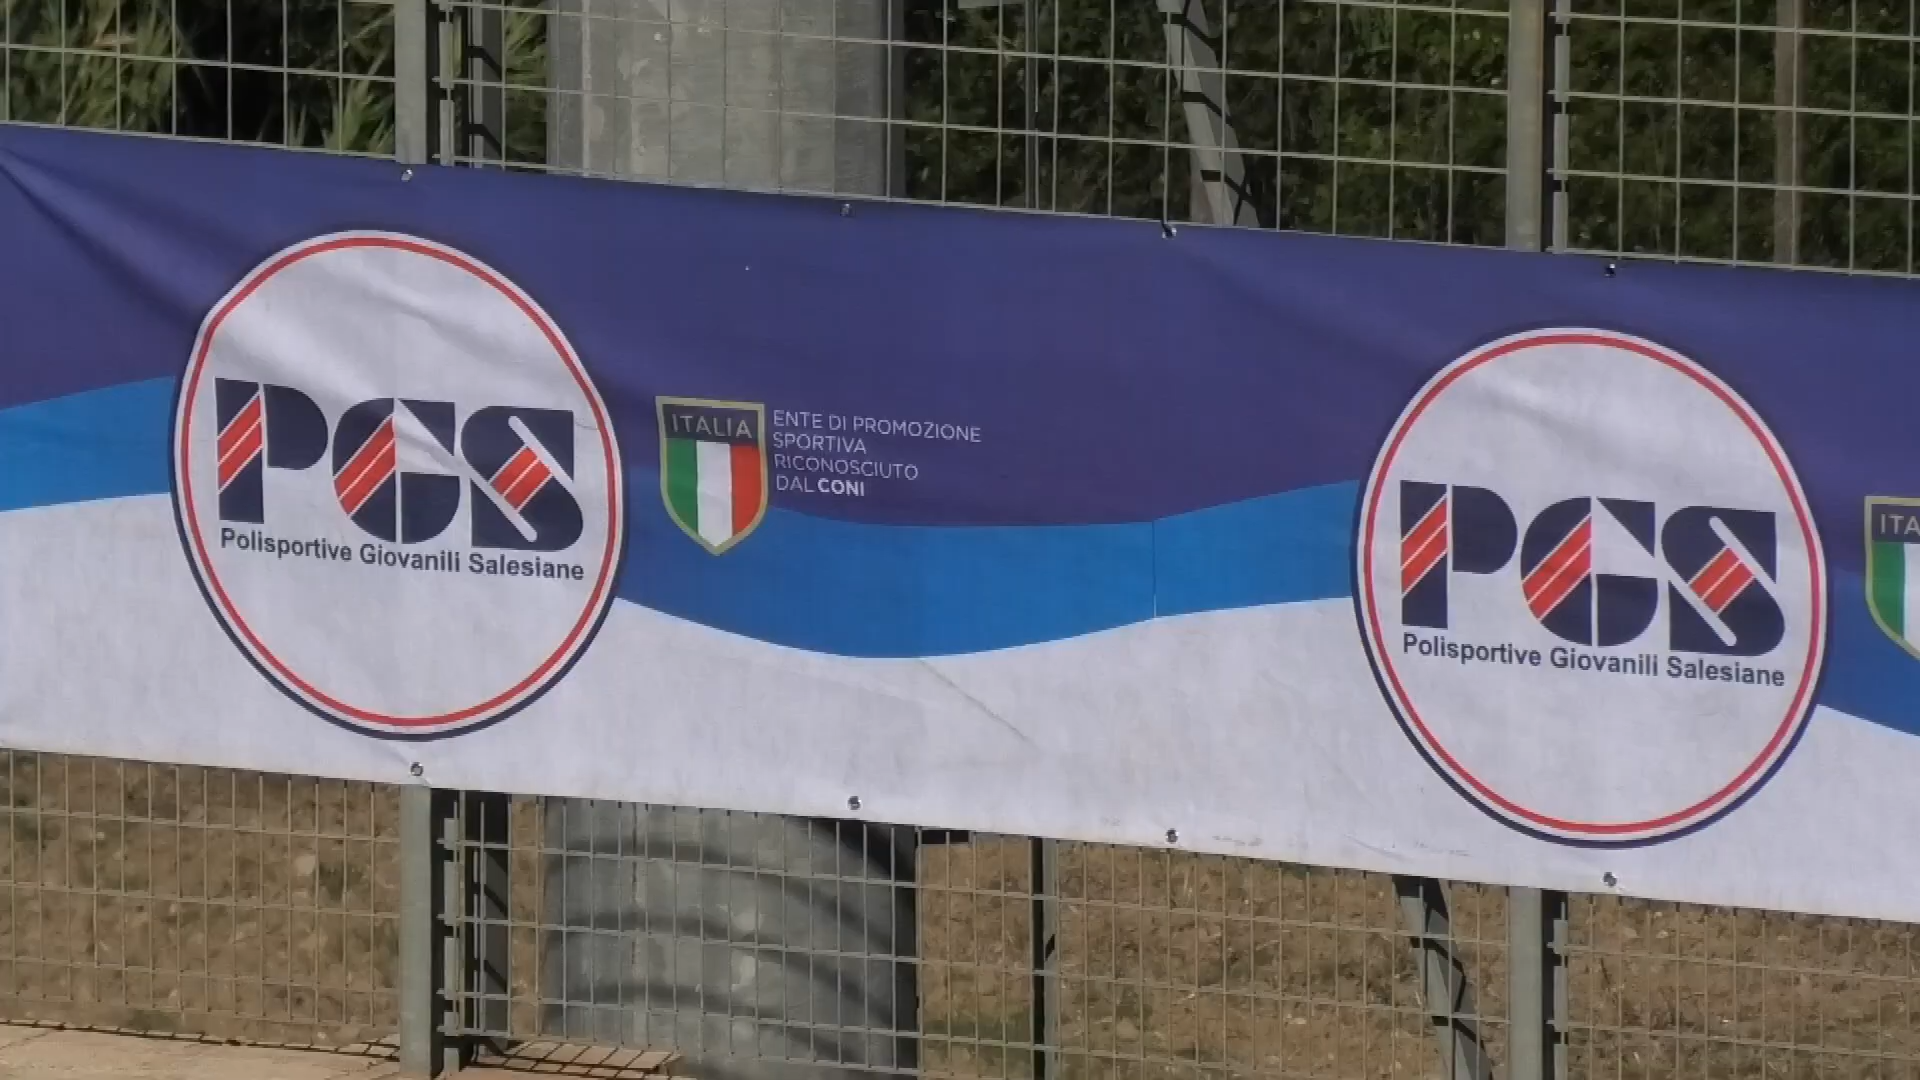 PGS
Polisportive Giovanili Salesiane
ITALIA
ENTE DI PROMOZIONE
SPORTIVA
RICONOSCIUTO
DAL CONI
PGS
Polisportive Giovanili Salesiane
ITA